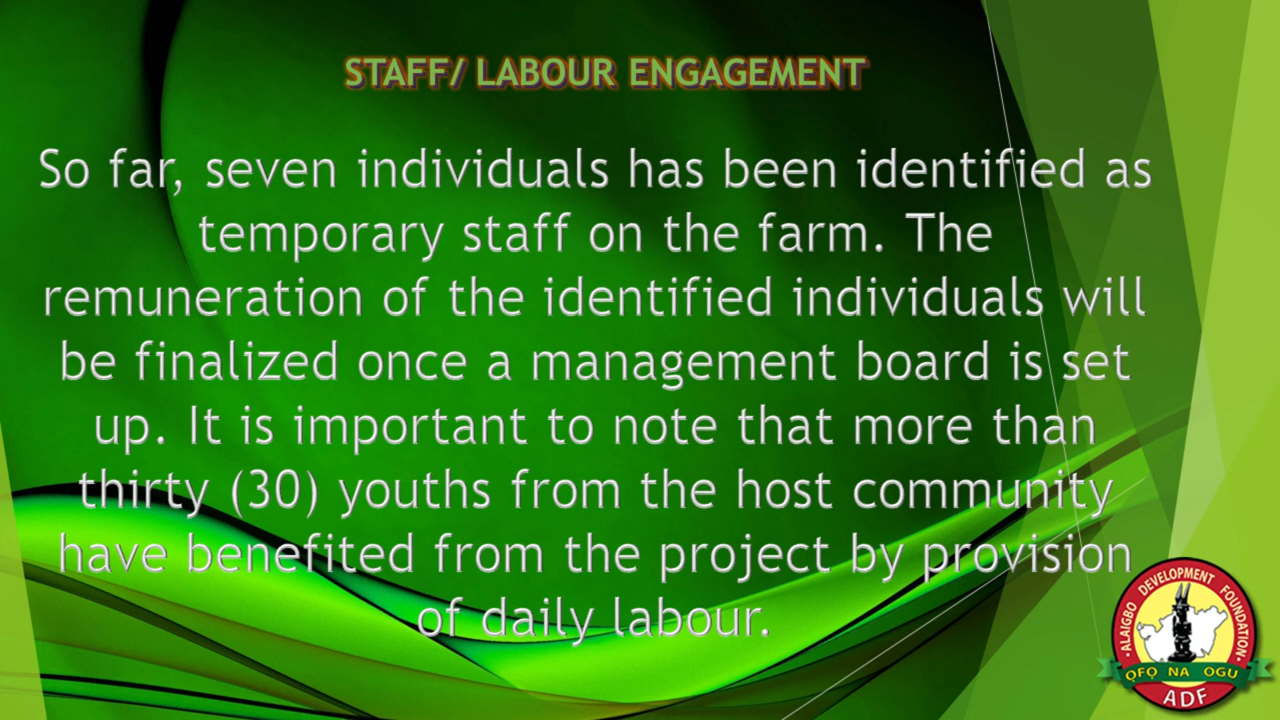 STAFF/ LABOUR ENGAGEMENT
So far, seven individuals has been identified as
temporary staff on the farm. The
remuneration of the identified individuals will
be finalized once a management board is set
up. It is important to note that more than
thirty (30) youths from the host community
have benefited from the project by provision
of daily labour.
• ALAIGBO DEVELOPMENT FOUNDATION •
ỌFỌ NA OGU
ADF